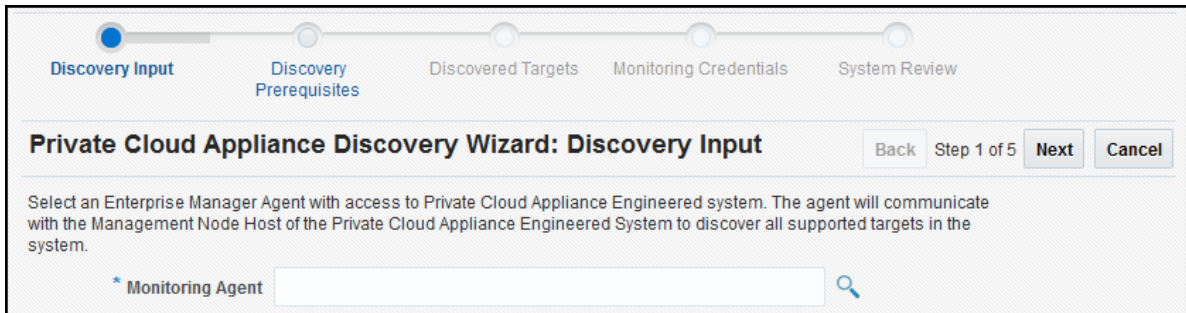 Discovery Input
Discovery
Prerequisites
Discovered Targets
Monitoring Credentials
System Review
Private Cloud Appliance Discovery Wizard: Discovery Input
Back Step 1 of 5 Next Cancel
Select an Enterprise Manager Agent with access to Private Cloud Appliance Engineered system. The agent will communicate
with the Management Node Host of the Private Cloud Appliance Engineered System to discover all supported targets in the
system.
* Monitoring Agent